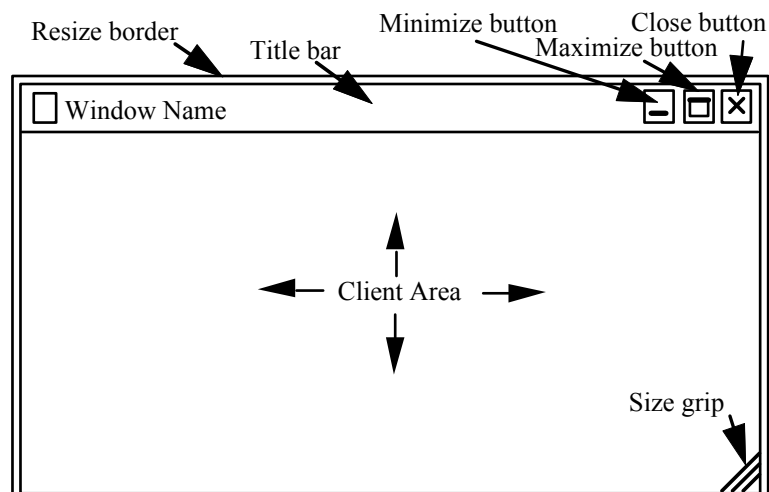 Minimize button
Close button
Resize border
Title bar
Maximize button
Window Name
Client Area
Size grip